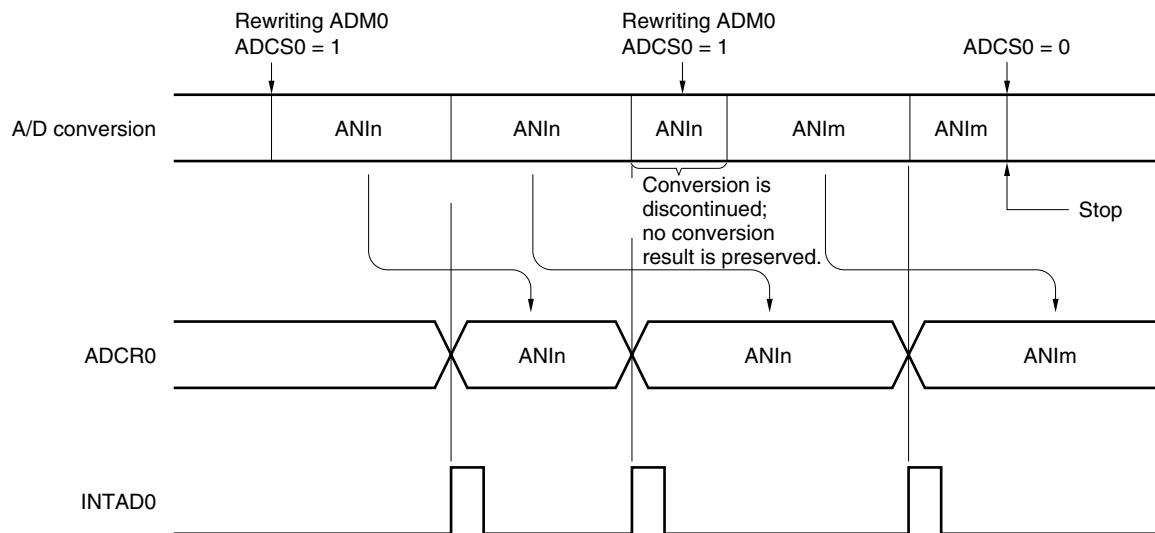 Rewriting ADM0
ADCS0 = 1
Rewriting ADM0
ADCS0 = 1
ADCS0 = 0
A/D conversion
ANIn
ANIn
ANIn
ANIm
ANIm
Conversion is
discontinued;
no conversion
result is preserved.
Stop
ADCR0
ANIn
ANIn
ANIm
INTAD0